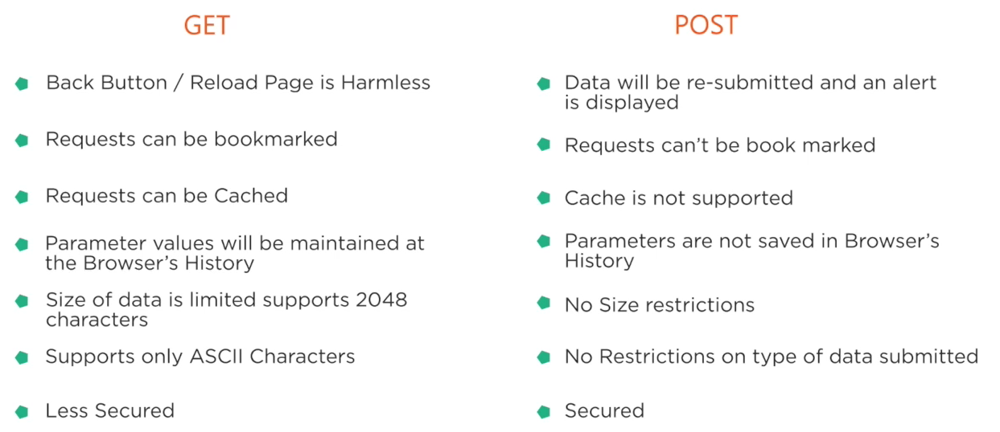 GET
Back Button / Reload Page is Harmless
Requests can be bookmarked
Requests can be Cached
Parameter values will be maintained at
the Browser's History
Size of data is limited supports 2048
characters
Supports only ASCII Characters
Less Secured
POST
Data will be re-submitted and an alert
is displayed
Requests can't be book marked
Cache is not supported
Parameters are not saved in Browser's
History
No Size restrictions
No Restrictions on type of data submitted
Secured